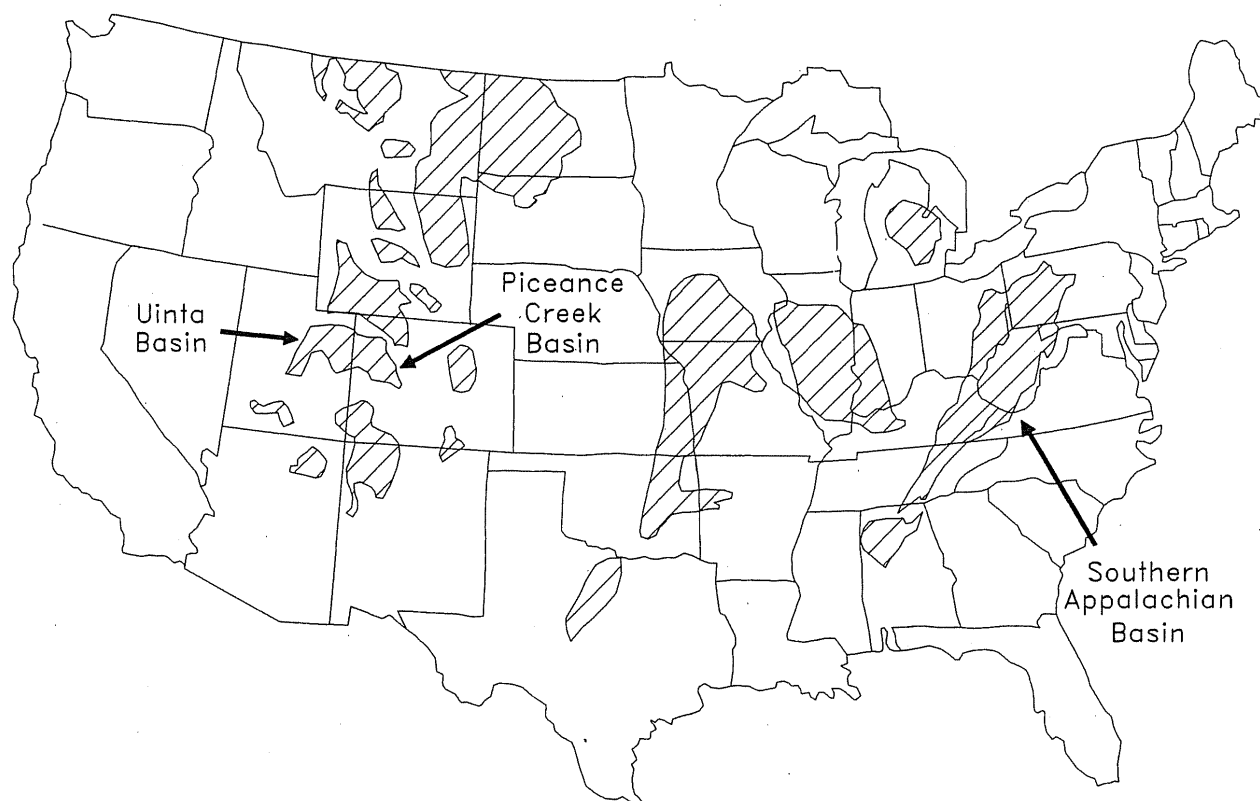 Uinta
Basin
Piceance
Creek
Basin
Southern
Appalachian
Basin